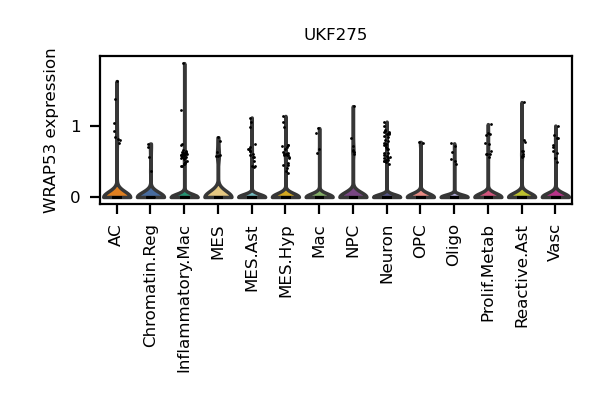 UKF275
WRAP53 expression
1
0
AC
Chromatin.Reg
Inflammatory.Mac
MES
MES.Ast
MES.Hyp
Mac
NPC
Neuron
OPC
Oligo
Prolif.Metab
Reactive.Ast
Vasc